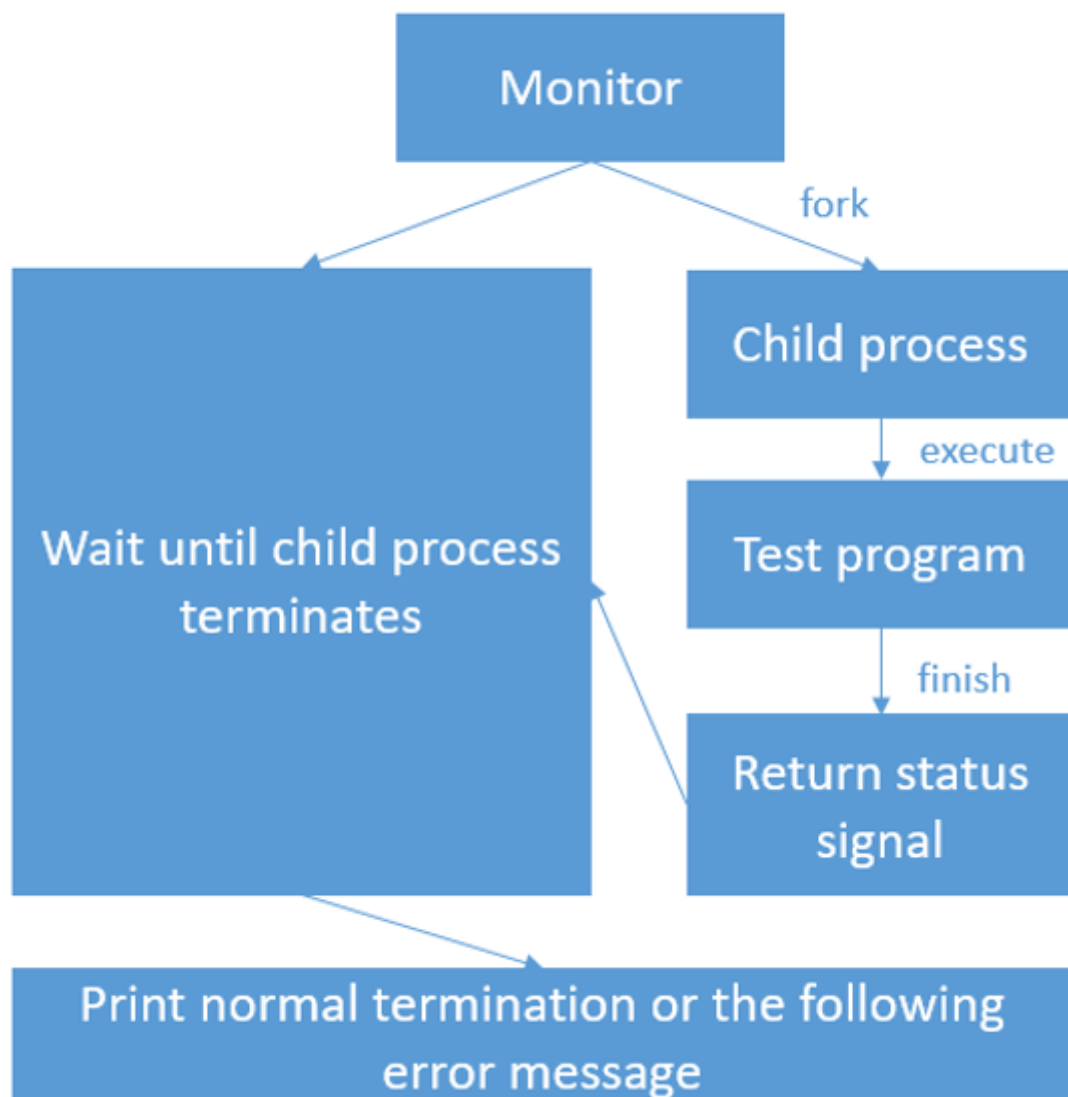 Monitor
fork
Child process
execute
Wait until child process
terminates
Test program
finish
Return status
signal
Print normal termination or the following
error message